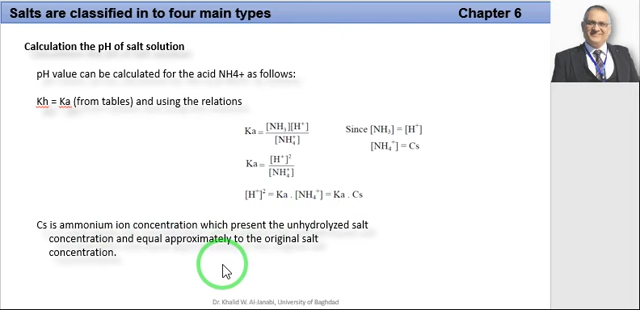 Salts are classified in to four main types Chapter 6
Calculation the pH of salt solution
pH value can be calculated for the acid NH4+ as follows:
Kh = Ka (from tables) and using the relations
Ka = [NH₃][H⁺] / [NH₄⁺] Since [NH₃] = [H⁺]
[NH₄⁺] = Cs
Ka = [H⁺]² / [NH₄⁺]
[H⁺]² = Ka . [NH₄⁺] = Ka . Cs
Cs is ammonium ion concentration which present the unhydrolyzed salt
concentration and equal approximately to the original salt
concentration.
Dr. Khalid W. Al-Janabi, University of Baghdad